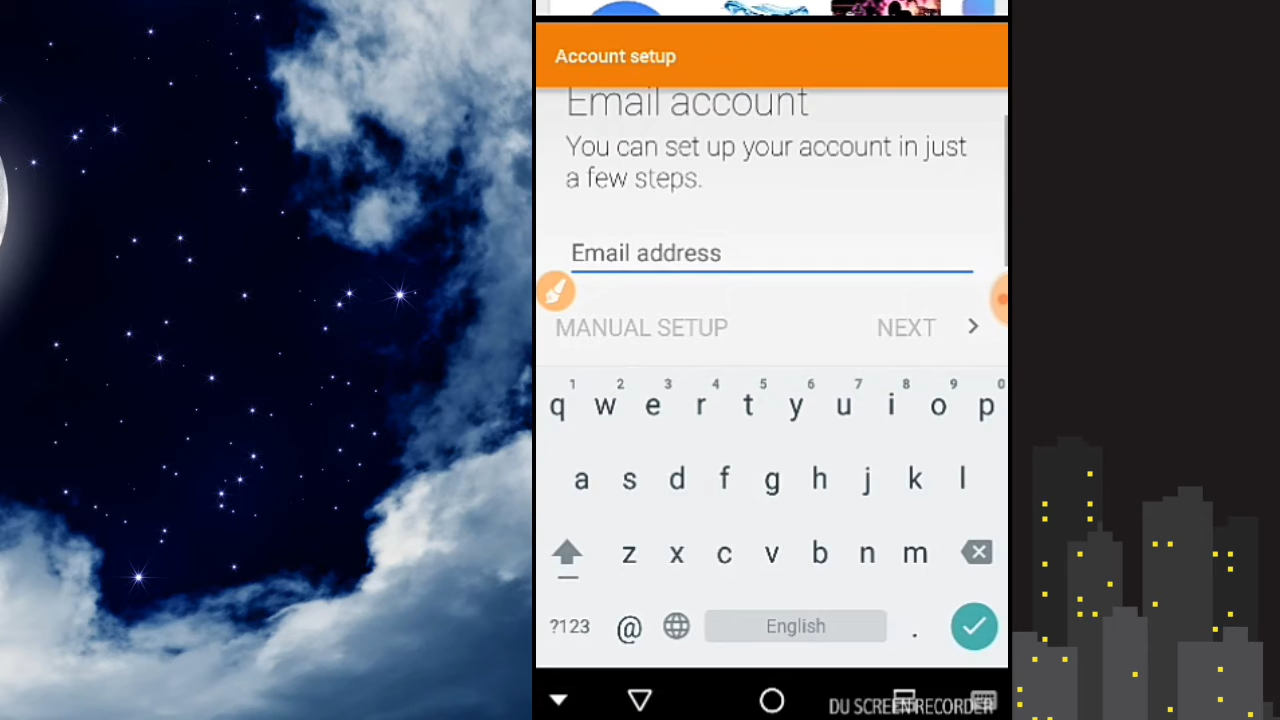 Account setup
Email account
You can set up your account in just
a few steps.
Email address
MANUAL SETUP NEXT
1 2 3 4 5 6 7 8 9 0
q w e r t y u i o p
a s d f g h j k l
z x c v b n m
?123 @ English .
DU SCREEN RECORDER